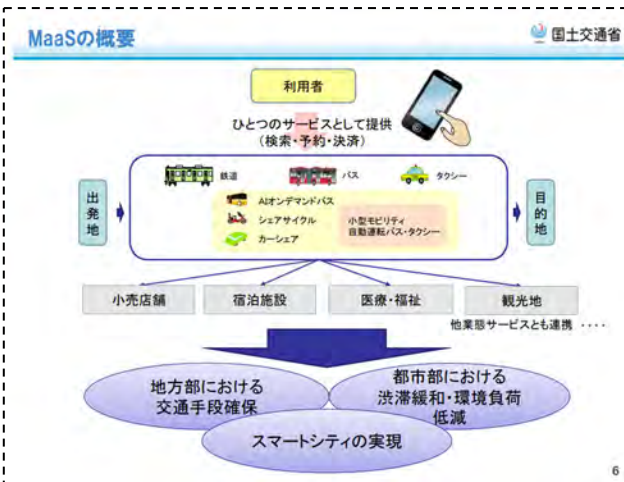 MaaSの概要
国土交通省
利用者
ひとつのサービスとして提供
(検索・予約・決済)
鉄道
バス
タクシー
出発地
AIオンデマンドバス
シェアサイクル
カーシェア
小型モビリティ
自動運転バス・タクシー
目的地
小売店舗
宿泊施設
医療・福祉
観光地
他業態サービスとも連携 ‥‥
地方部における
交通手段確保
都市部における
渋滞緩和・環境負荷
低減
スマートシティの実現
6